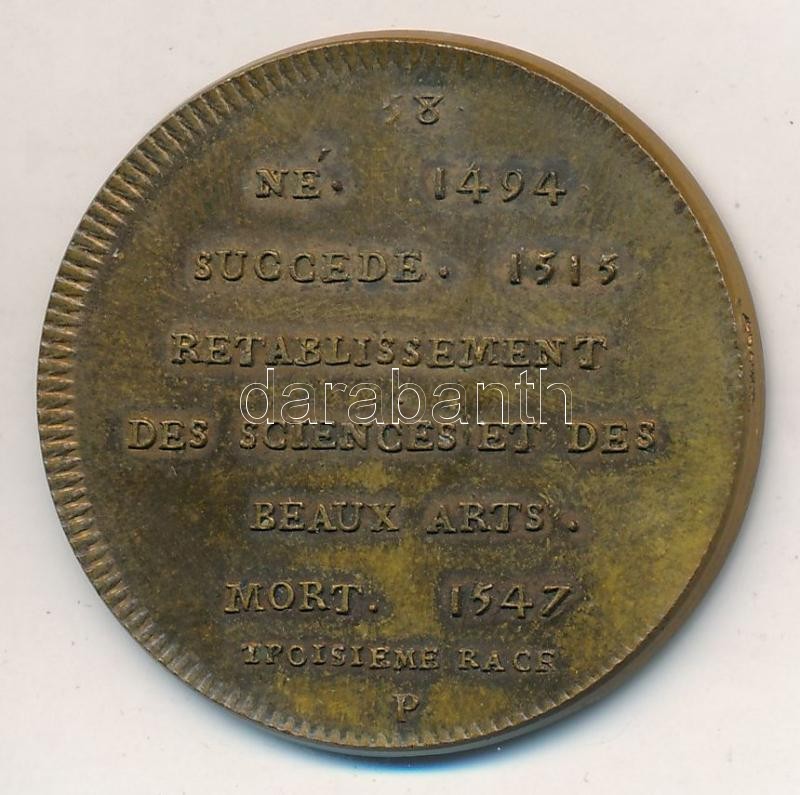 58.
NÉ. 1494.
SUCCEDE. 1515.
RETABLISSEMENT
DES SCIENCES ET DES
BEAUX ARTS.
MORT. 1547
TROISIEME RACE
P
darabanth